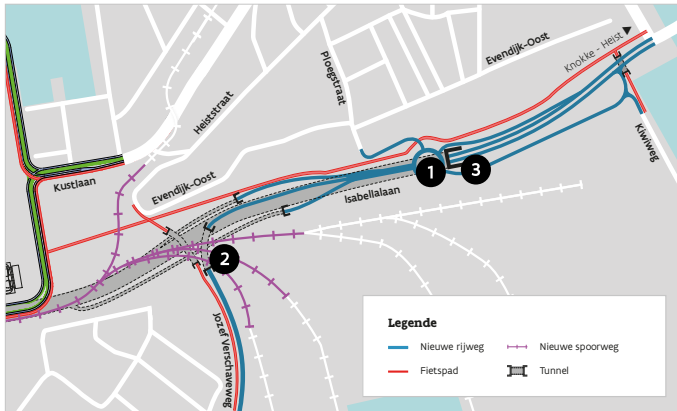 Evendijk-Oost
Knokke - Heist
Ploegstraat
Heiststraat
Kiwiweg
Kustlaan
Evendijk-Oost
Isabellalaan
1
3
2
Jozef Verschaveweg
Legende
Nieuwe rijweg
Nieuwe spoorweg
Fietspad
Tunnel